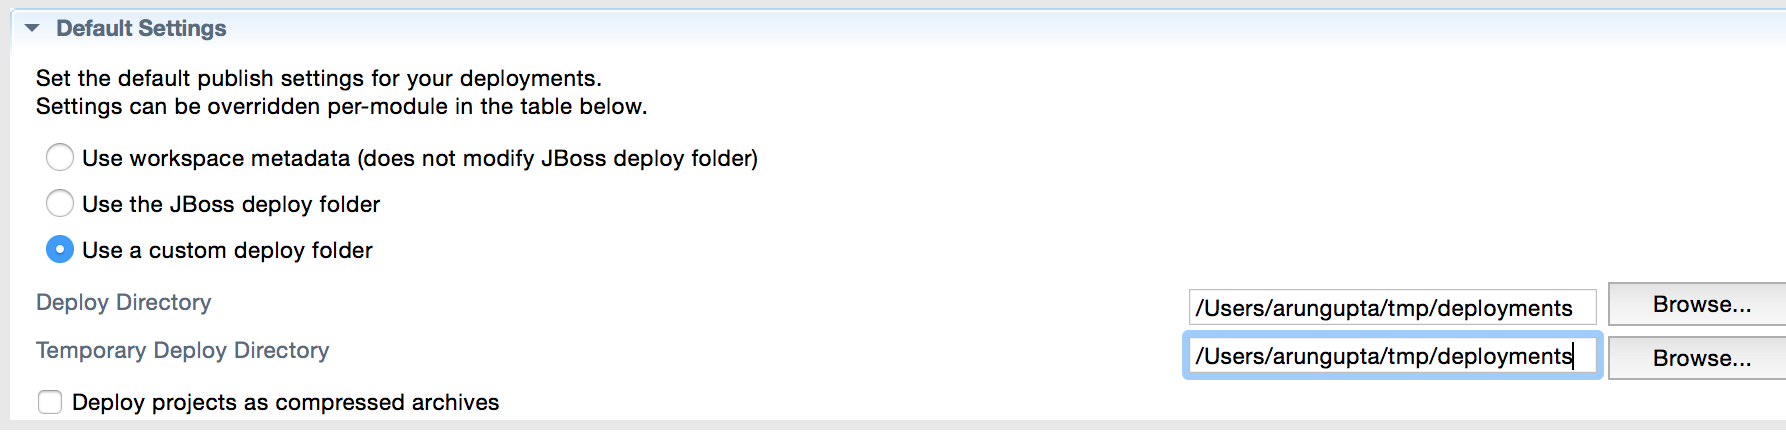 Default Settings
Set the default publish settings for your deployments.
Settings can be overridden per-module in the table below.
Use workspace metadata (does not modify JBoss deploy folder)
Use the JBoss deploy folder
Use a custom deploy folder
Deploy Directory /Users/arungupta/tmp/deployments Browse...
Temporary Deploy Directory /Users/arungupta/tmp/deployments Browse...
Deploy projects as compressed archives